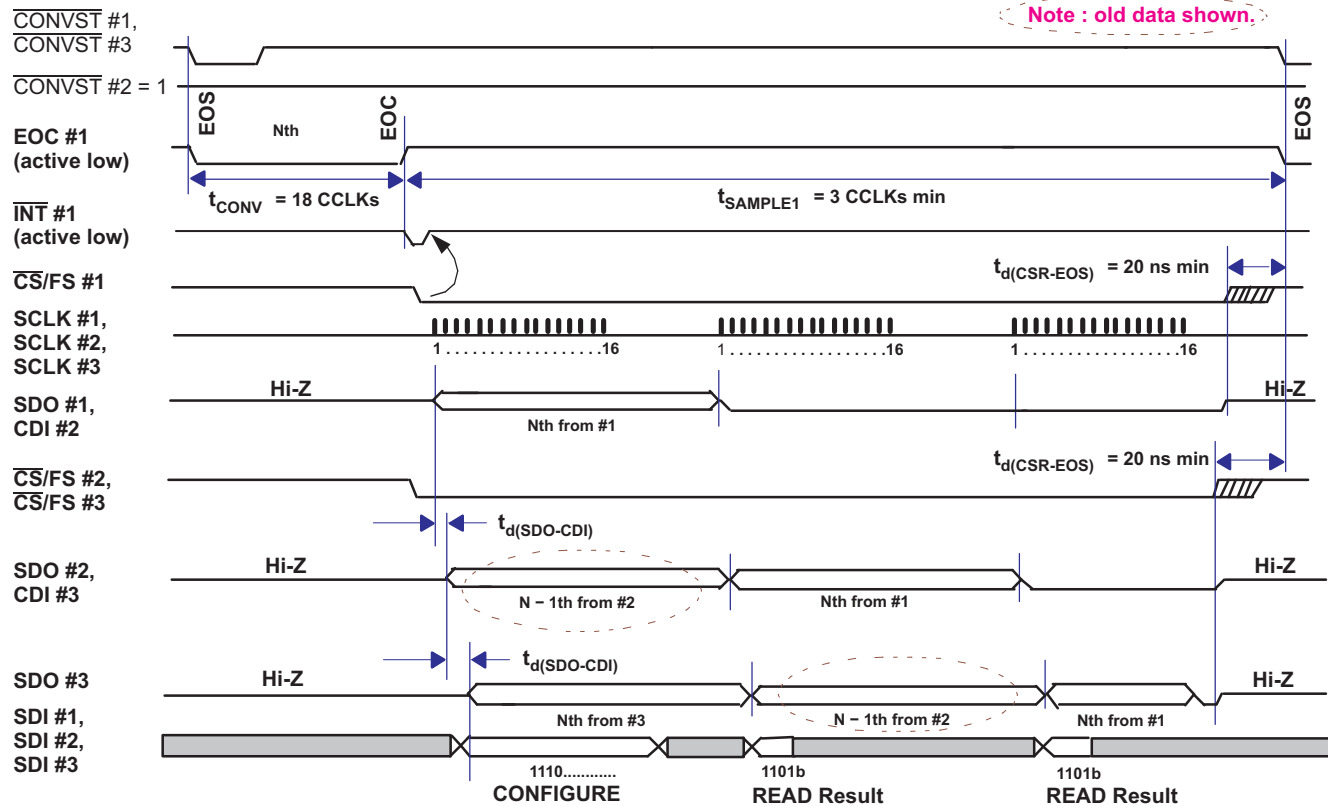 CONVST #1,
CONVST #3
Note : old data shown.
CONVST #2 = 1
EOS
EOC
EOS
Nth
EOC #1
(active low)
tCONV = 18 CCLKs
tSAMPLE1 = 3 CCLKs min
INT #1
(active low)
td(CSR-EOS) = 20 ns min
CS/FS #1
SCLK #1,
SCLK #2,
SCLK #3
1 . . . . . . . . . . . . . . . . . .16
1 . . . . . . . . . . . . . . . . . .16
1 . . . . . . . . . . . . . . . . . .16
Hi-Z
Hi-Z
SDO #1,
CDI #2
Nth from #1
td(CSR-EOS) = 20 ns min
CS/FS #2,
CS/FS #3
td(SDO-CDI)
Hi-Z
Hi-Z
SDO #2,
CDI #3
N − 1th from #2
Nth from #1
td(SDO-CDI)
Hi-Z
Hi-Z
SDO #3
Nth from #3
N − 1th from #2
Nth from #1
SDI #1,
SDI #2,
SDI #3
1110............
1101b
1101b
CONFIGURE
READ Result
READ Result